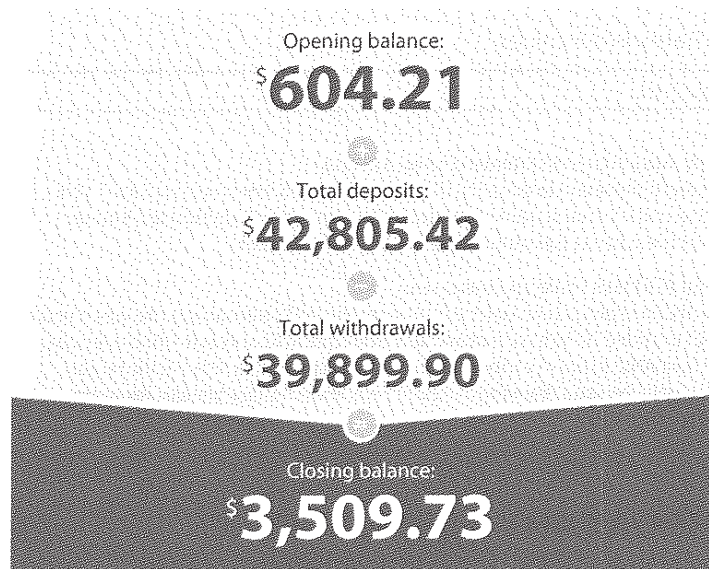 Opening balance:
$604.21
Total deposits:
$42,805.42
Total withdrawals:
$39,899.90
Closing balance:
$3,509.73